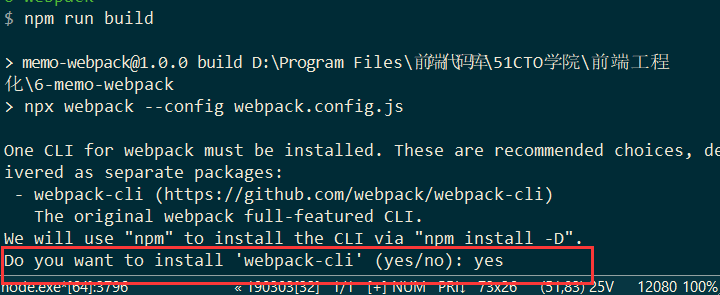 $ npm run build
> memo-webpack@1.0.0 build D:\Program Files\前端代码库\51CTO学院\前端工程
化\6-memo-webpack
> npx webpack --config webpack.config.js
One CLI for webpack must be installed. These are recommended choices, de
ivered as separate packages:
- webpack-cli (https://github.com/webpack/webpack-cli)
The original webpack full-featured CLI.
We will use "npm" to install the CLI via "npm install -D".
Do you want to install 'webpack-cli' (yes/no): yes
node.exe*[64]:5796 « 190303[32] 1/1 [+] NUM PRI↓ 73x26 (51,83) 25V 12080 100%